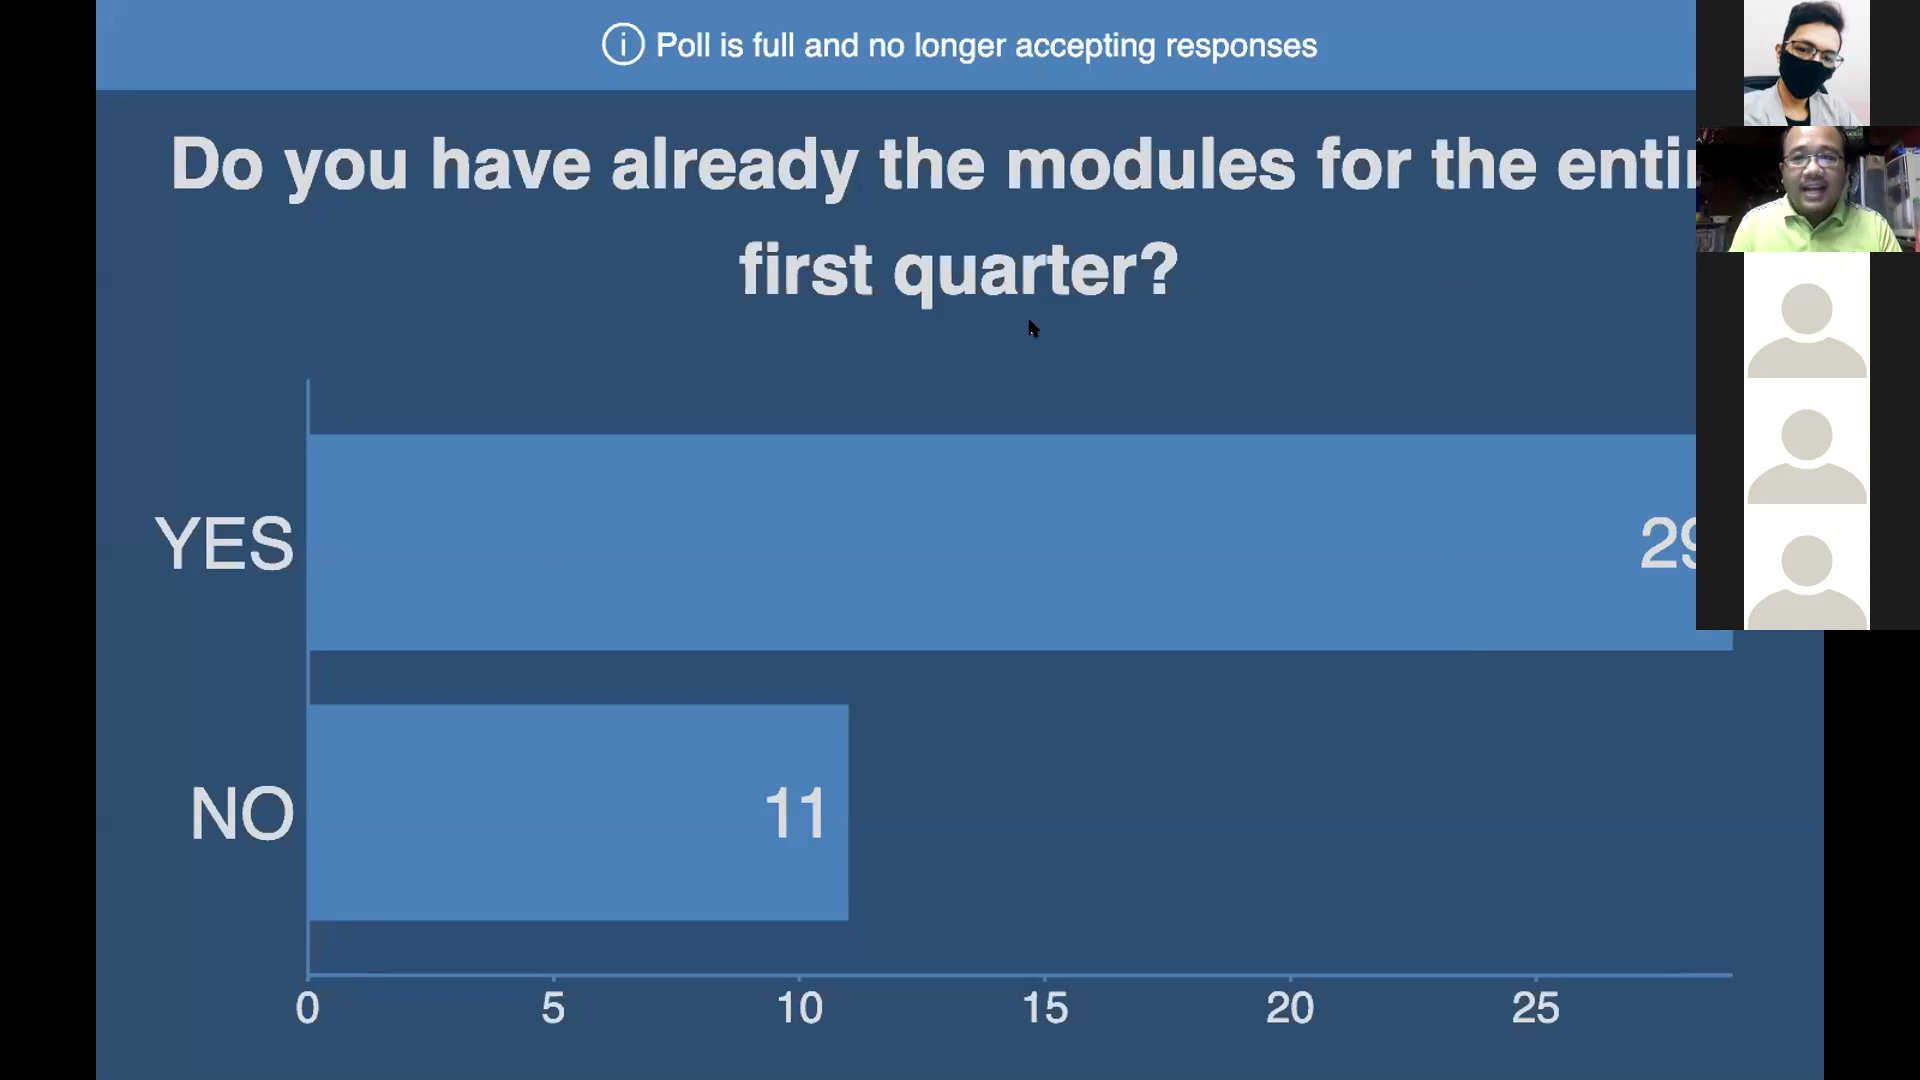 Poll is full and no longer accepting responses
Do you have already the modules for the
first quarter?
YES
29
NO
11
0 5 10 15 20 25